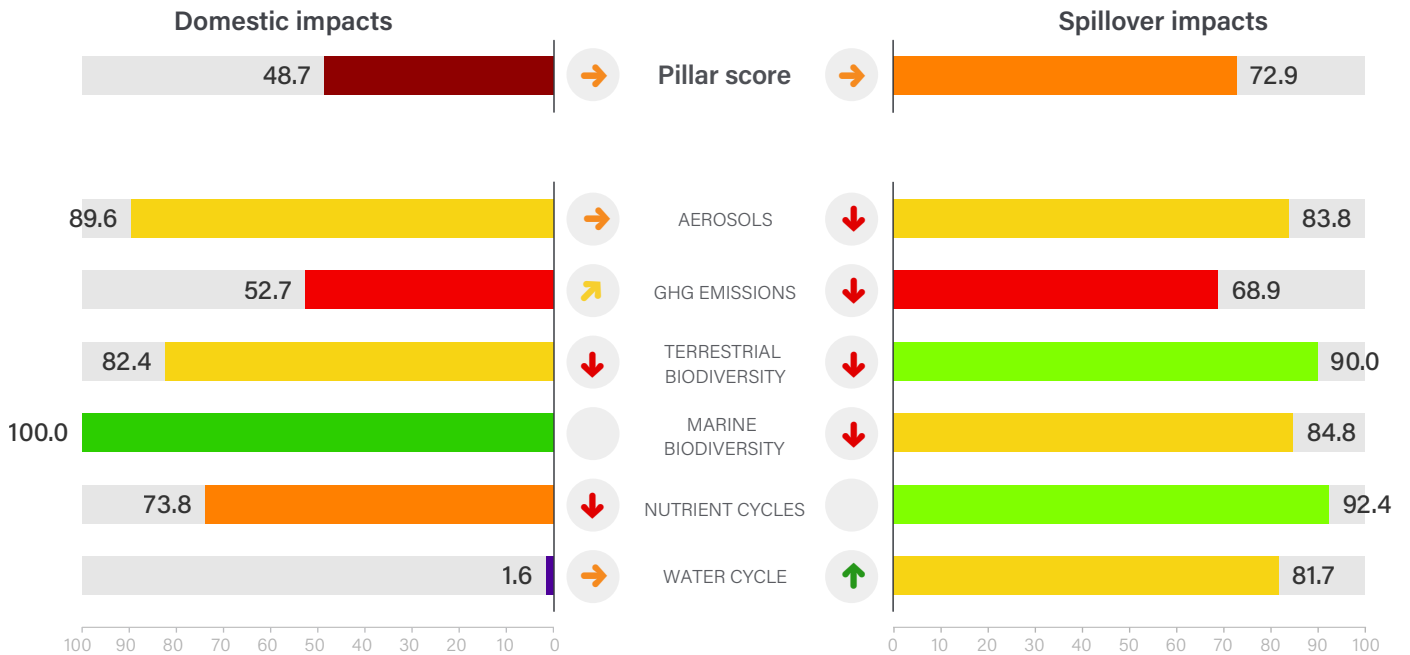 Domestic impacts
Spillover impacts
48.7
Pillar score
72.9
89.6
AEROSOLS
83.8
52.7
GHG EMISSIONS
68.9
82.4
TERRESTRIAL
BIODIVERSITY
90.0
100.0
MARINE
BIODIVERSITY
84.8
73.8
NUTRIENT CYCLES
92.4
1.6
WATER CYCLE
81.7
100 90 80 70 60 50 40 30 20 10 0
0 10 20 30 40 50 60 70 80 90 100